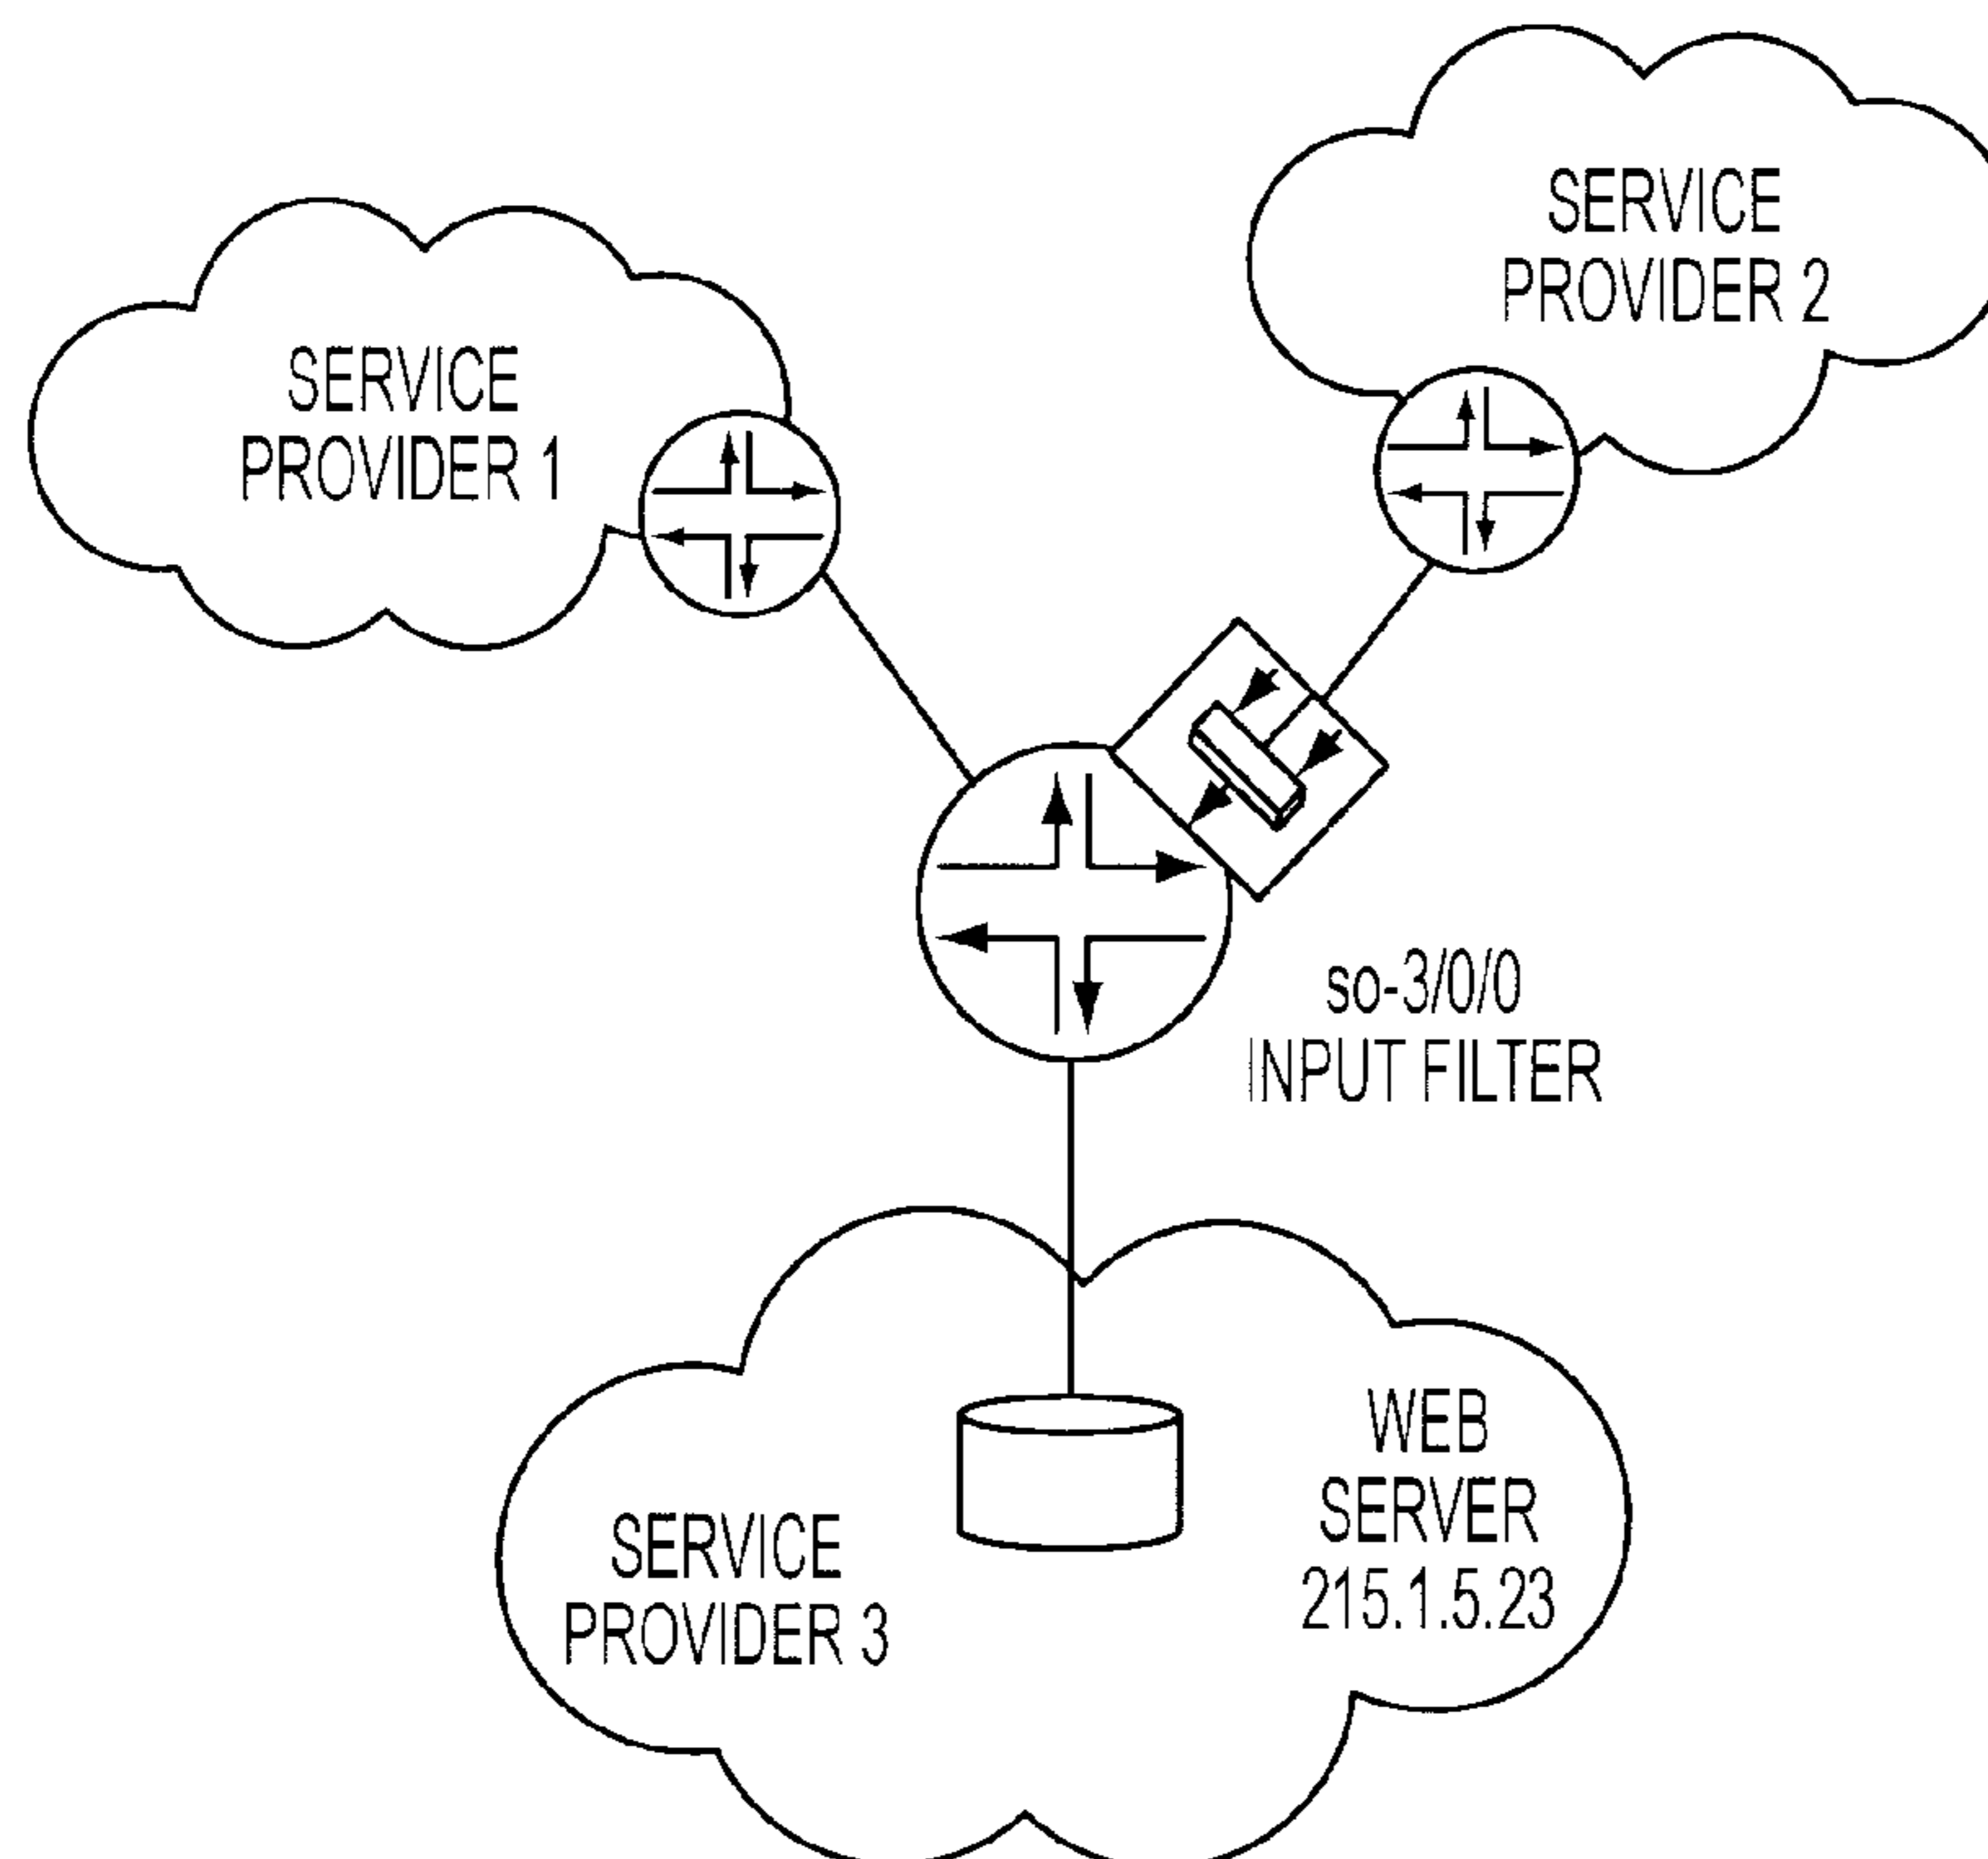 SERVICE
PROVIDER 2
SERVICE
PROVIDER 1
so-3/0/0
INPUT FILTER
WEB
SERVER
215.1.5.23
SERVICE
PROVIDER 3